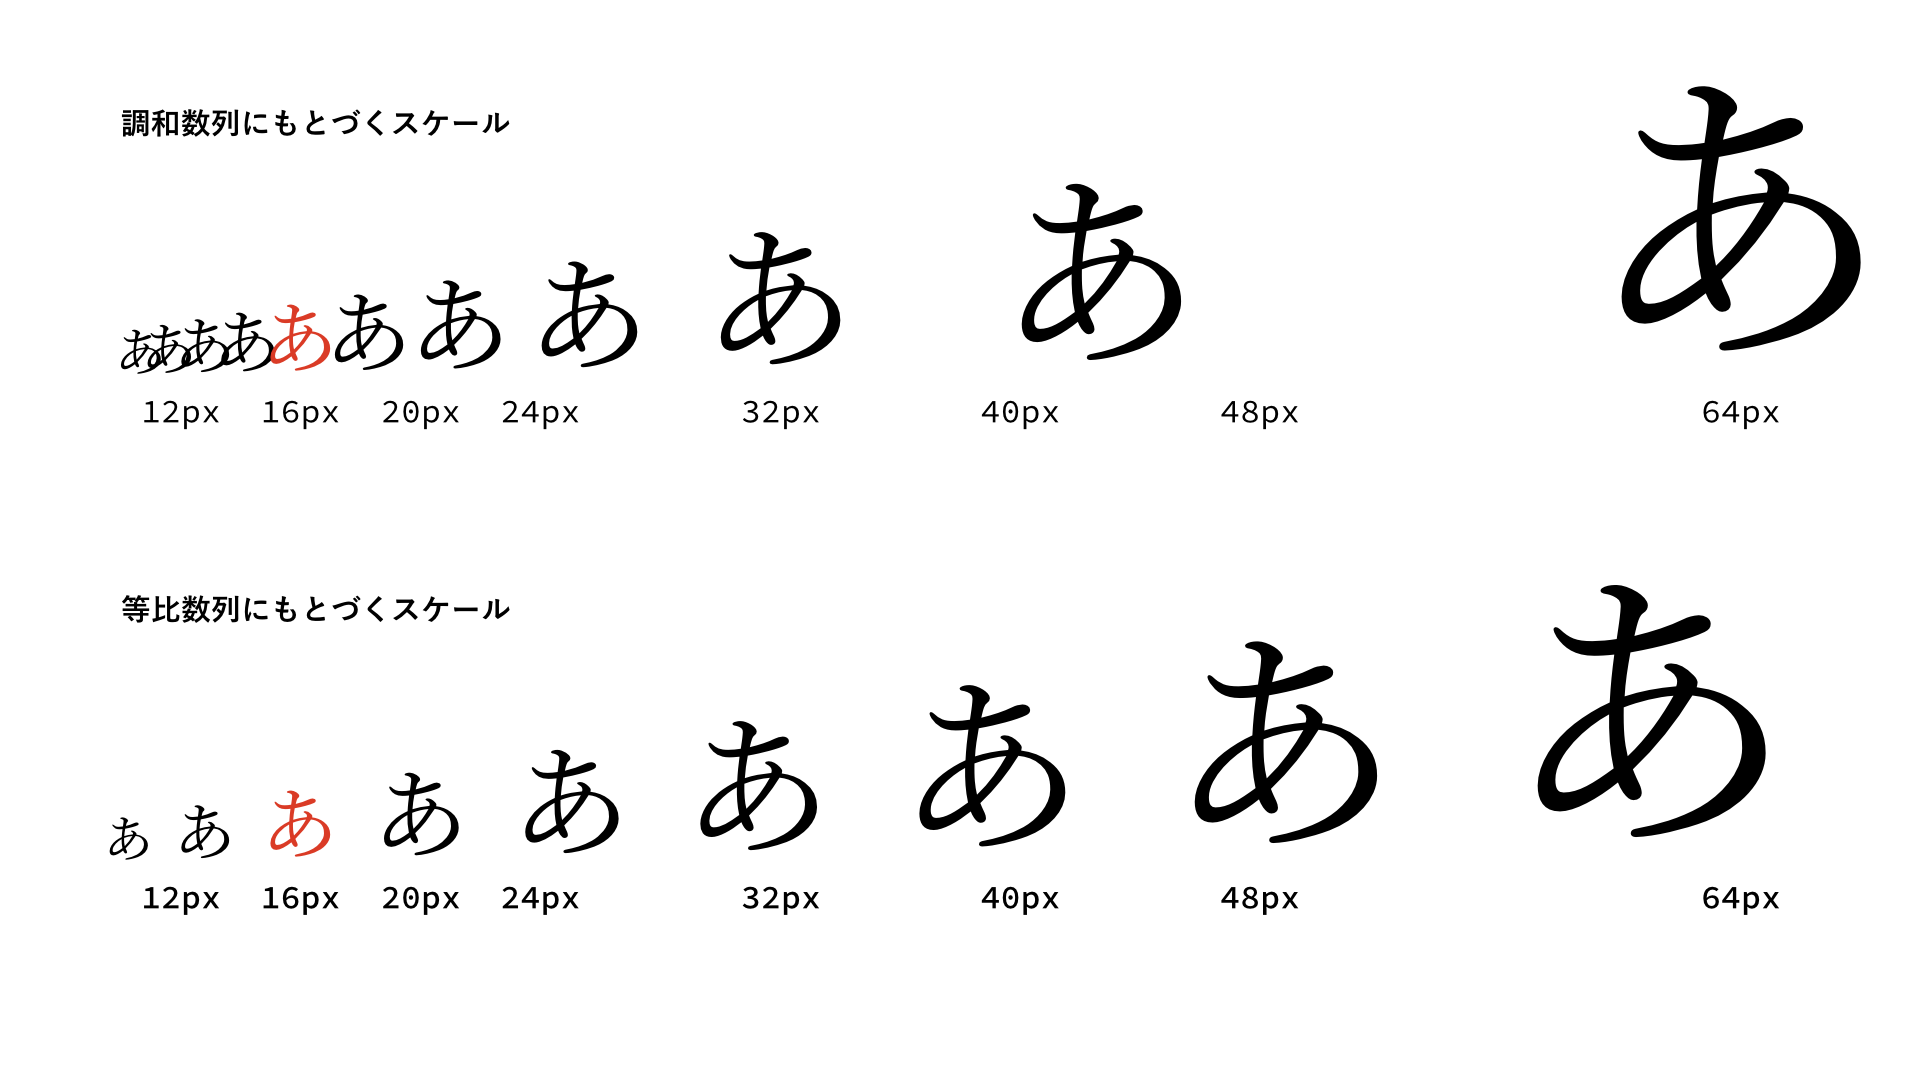 調和数列にもとづくスケール
あ あ あ あ あ あ あ あ あ あ あ
12px 16px 20px 24px 32px 40px 48px 64px
等比数列にもとづくスケール
あ あ あ あ あ あ あ あ あ
12px 16px 20px 24px 32px 40px 48px 64px